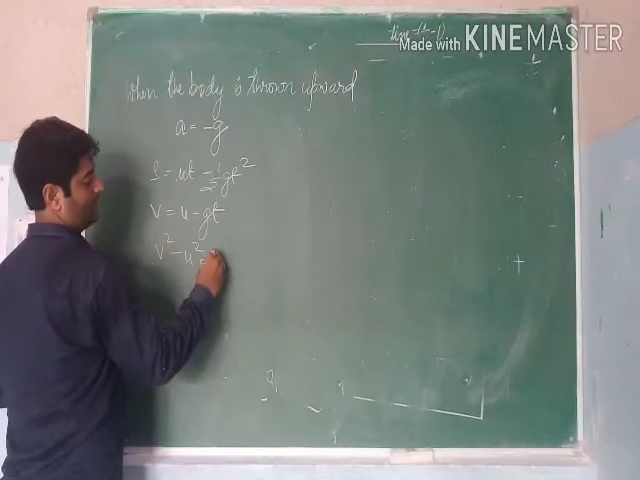 Made with KINEMASTER
When the body is thrown upward
a = -g
S = ut - 1/2 gt²
V = u - gt
V² - u² =